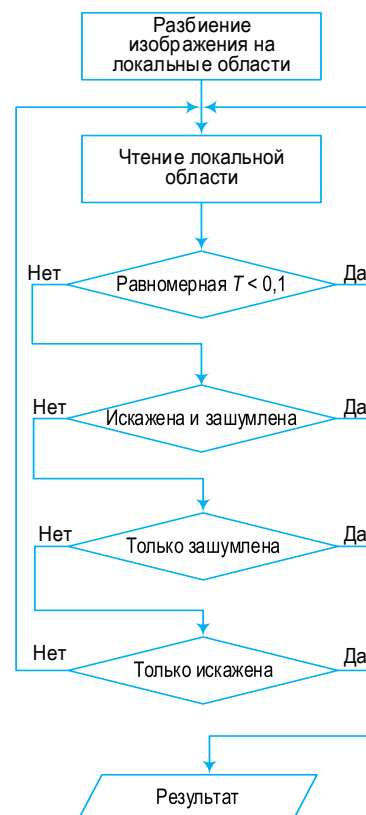 Разбиение
изображения на
локальные области
Чтение локальной
области
Нет
Равномерная T < 0,1
Да
Нет
Искажена и зашумлена
Да
Нет
Только зашумлена
Да
Нет
Только искажена
Да
Результат